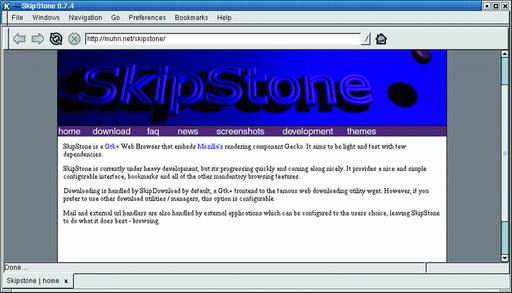 SkipStone 0.7.4
File Windows Navigation Go Preferences Bookmarks Help
http://muhri.net/skipstone/
SkipStone
home download faq news screenshots development themes
SkipStone is a Gtk+ Web Browser that embeds Mozilla's rendering component Gecko. It aims to be light and fast with few
dependencies.
SkipStone is currently under heavy development, but its progressing quickly and coming along nicely. It provides a nice and simple
configurable interface, bookmarks and all of the other mandatory browsing features.
Downloading is handled by SkipDownload by default, a Gtk+ frontend to the famous web downloading utility wget. However, if you
prefer to use other download utilities / managers, this option is configurable.
Mail and external url handlers are also handled by external applications which can be configured to the users choice, leaving SkipStone
to do what it does best - browsing.
Done ...
Skipstone | home x